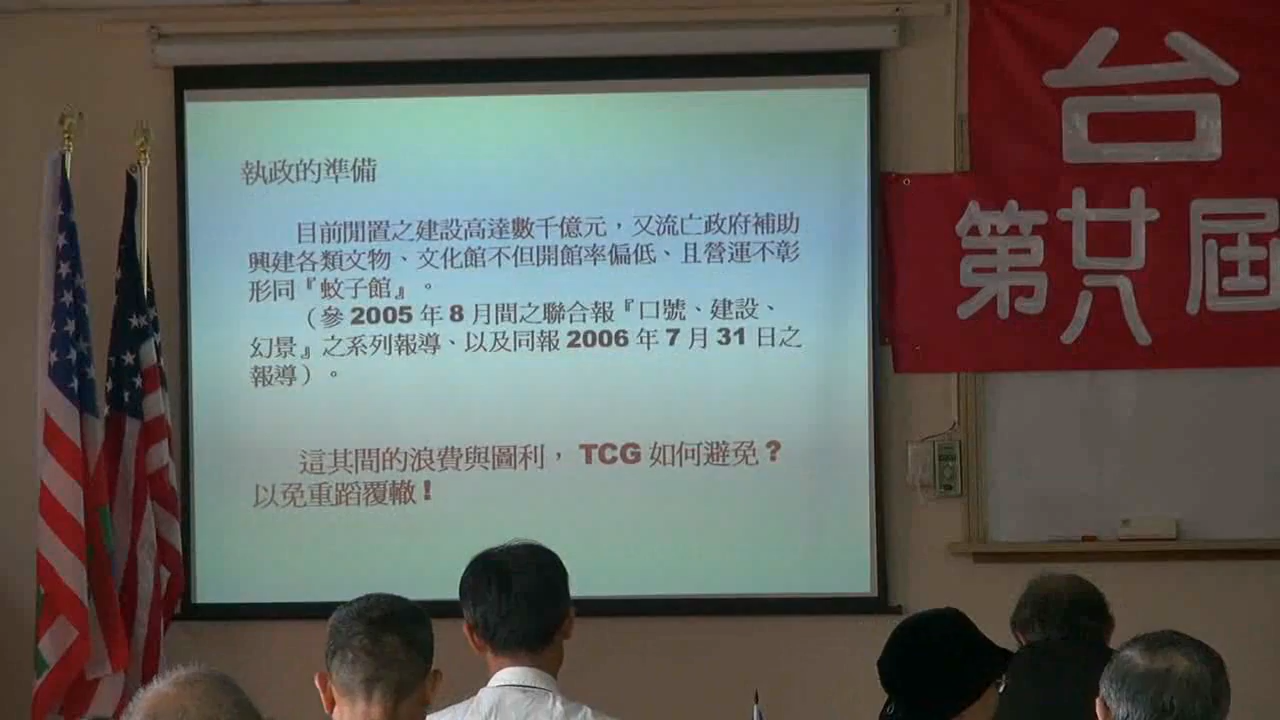 執政的準備
目前閒置之建設高達數千億元，又流亡政府補助
興建各類文物、文化館不但開館率偏低、且營運不彰
形同『蚊子館』。
（參 2005 年 8 月間之聯合報『口號、建設、
幻景』之系列報導、以及同報 2006 年 7 月 31 日之
報導）。
這其間的浪費與圖利， TCG 如何避免？
以免重蹈覆轍！
台
第廿八屆